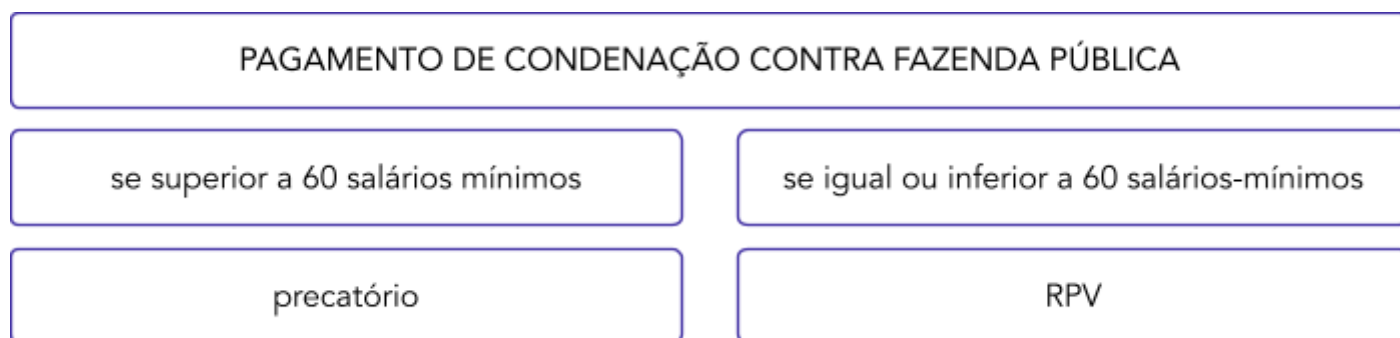 PAGAMENTO DE CONDENAÇÃO CONTRA FAZENDA PÚBLICA
se superior a 60 salários mínimos
se igual ou inferior a 60 salários-mínimos
precatório
RPV